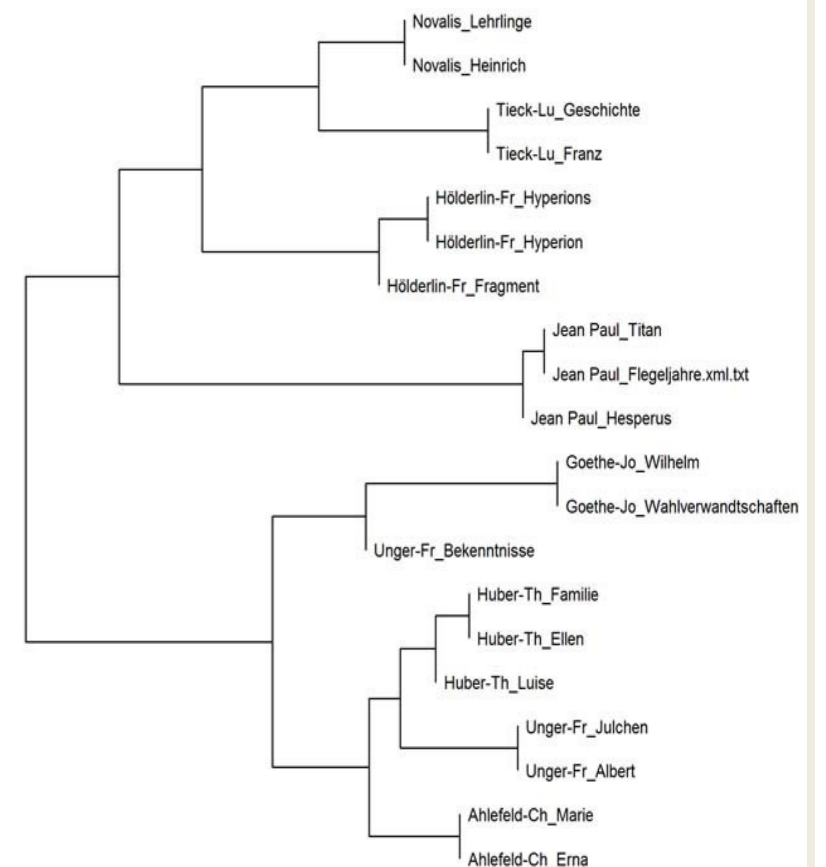 Novalis_Lehrlinge
Novalis_Heinrich
Tieck-Lu_Geschichte
Tieck-Lu_Franz
Hölderlin-Fr_Hyperions
Hölderlin-Fr_Hyperion
Hölderlin-Fr_Fragment
Jean Paul_Titan
Jean Paul_Flegeljahre.xml.txt
Jean Paul_Hesperus
Goethe-Jo_Wilhelm
Goethe-Jo_Wahlverwandtschaften
Unger-Fr_Bekenntnisse
Huber-Th_Familie
Huber-Th_Ellen
Huber-Th_Luise
Unger-Fr_Julchen
Unger-Fr_Albert
Ahlefeld-Ch_Marie
Ahlefeld-Ch_Erna